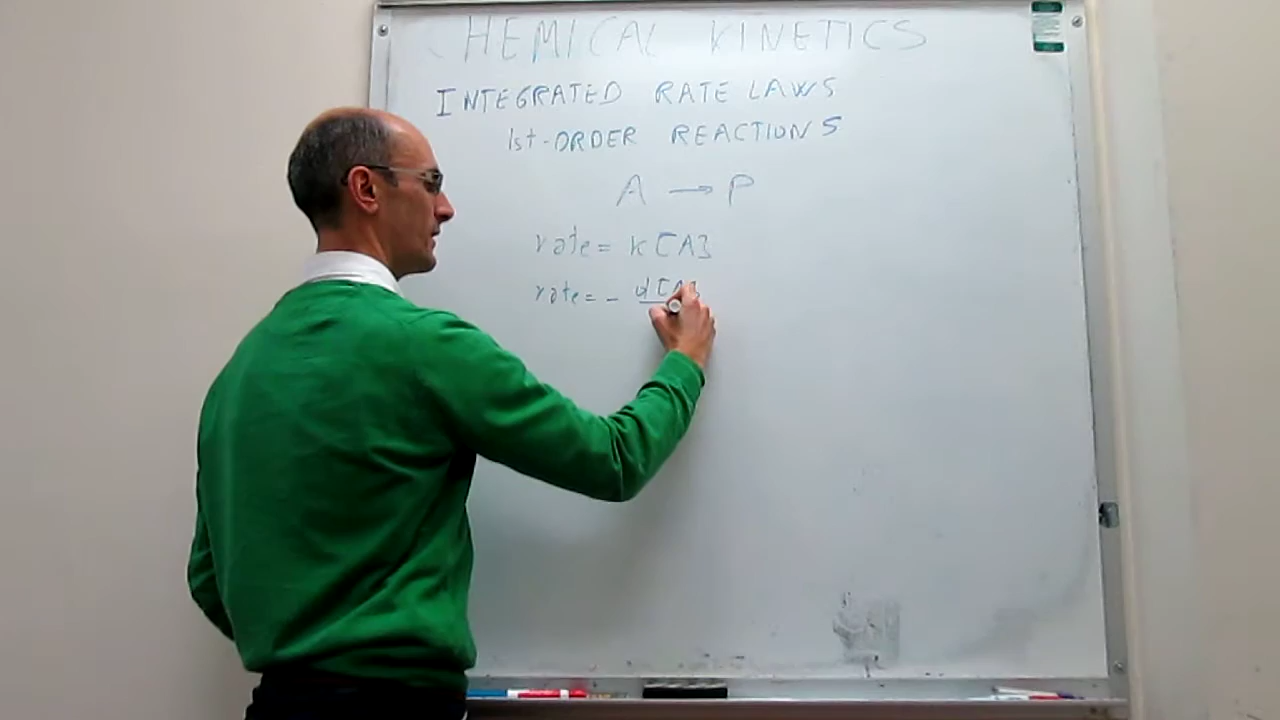 CHEMICAL KINETICS
INTEGRATED RATE LAWS
1st-ORDER REACTIONS
A → P
rate = k[A]
rate = - d[A]